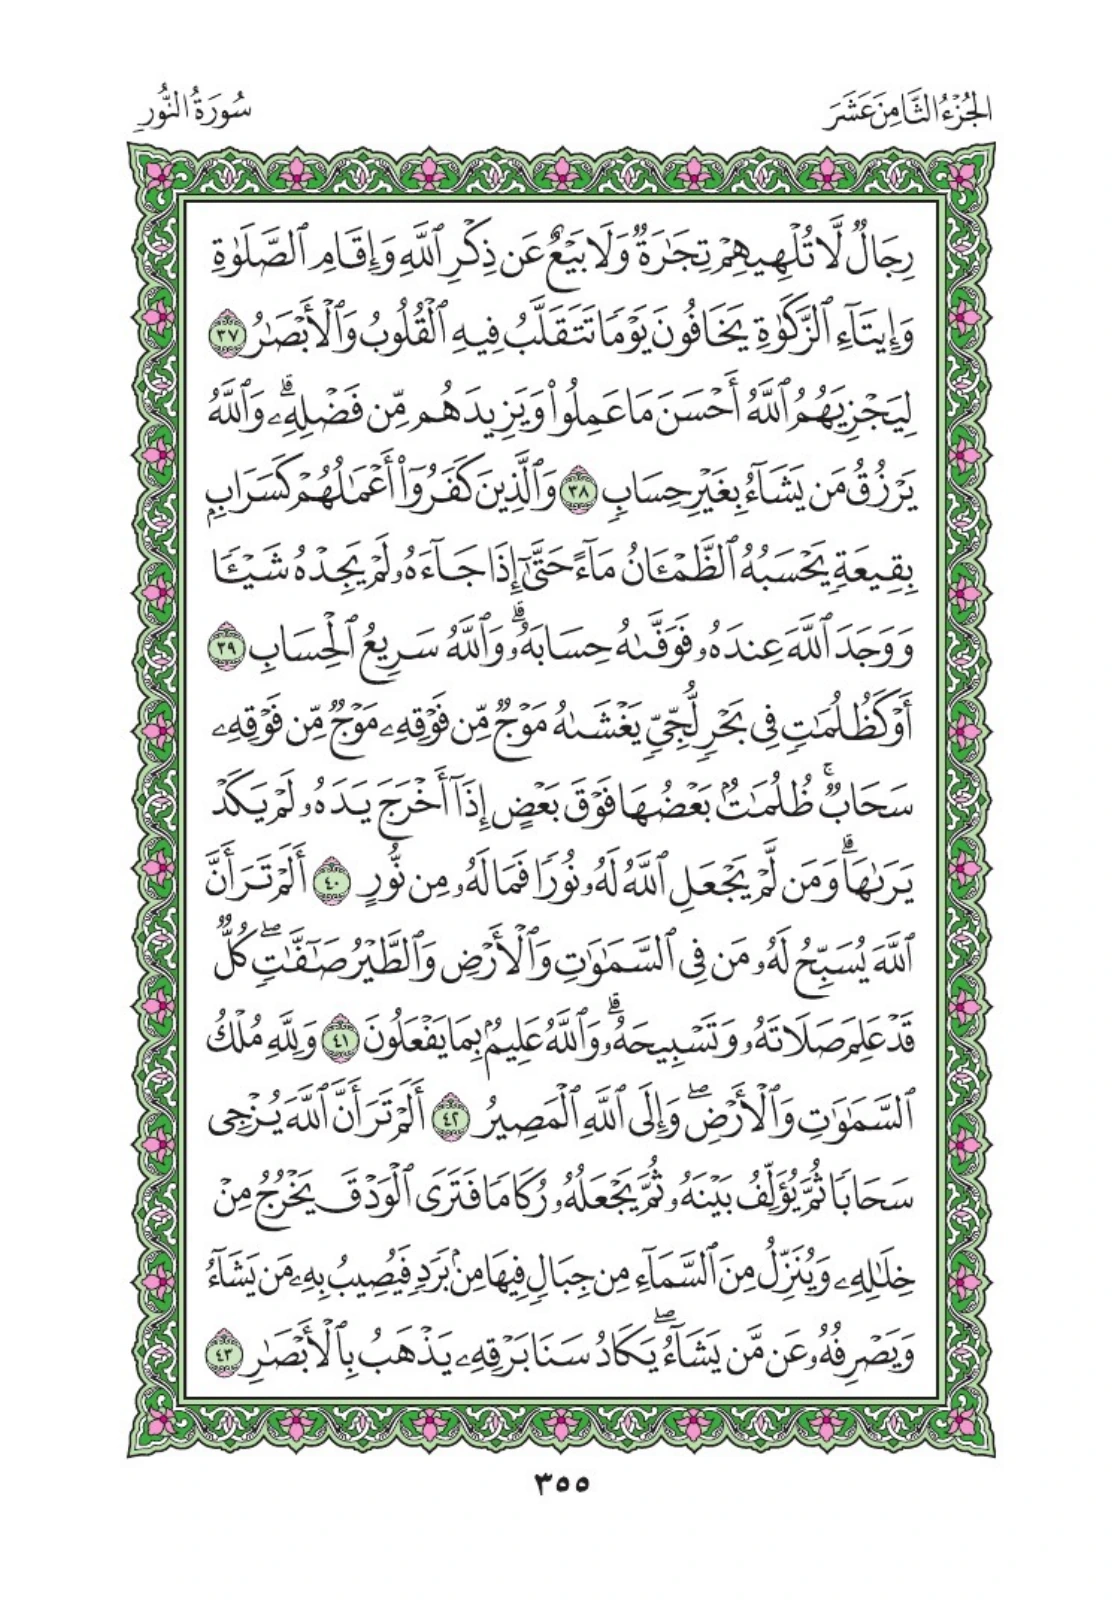 الجُزْءُ الثَّامِنَ عَشَرَ
سُورَةُ النُّورِ
رِجَالٌ لَّا تُلْهِيهِمْ تِجَٰرَةٌ وَلَا بَيْعٌ عَن ذِكْرِ ٱللَّهِ وَإِقَامِ ٱلصَّلَوٰةِ
وَإِيتَآءِ ٱلزَّكَوٰةِ يَخَافُونَ يَوْمًا تَتَقَلَّبُ فِيهِ ٱلْقُلُوبُ وَٱلْأَبْصَٰرُ ٣٧
لِيَجْزِيَهُمُ ٱللَّهُ أَحْسَنَ مَا عَمِلُوا۟ وَيَزِيدَهُم مِّن فَضْلِهِۦۗ وَٱللَّهُ
يَرْزُقُ مَن يَشَآءُ بِغَيْرِ حِسَابٍ ٣٨ وَٱلَّذِينَ كَفَرُوٓا۟ أَعْمَٰلُهُمْ كَسَرَابٍۭ
بِقِيعَةٍ يَحْسَبُهُ ٱلظَّمْـَٔانُ مَآءً حَتَّىٰٓ إِذَا جَآءَهُۥ لَمْ يَجِدْهُ شَيْـًٔا
وَوَجَدَ ٱللَّهَ عِندَهُۥ فَوَفَّىٰهُ حِسَابَهُۥۗ وَٱللَّهُ سَرِيعُ ٱلْحِسَابِ ٣٩
أَوْ كَظُلُمَٰتٍ فِى بَحْرٍ لُّجِّىٍّ يَغْشَىٰهُ مَوْجٌ مِّن فَوْقِهِۦ مَوْجٌ مِّن فَوْقِهِۦ
سَحَابٌۚ ظُلُمَٰتٌۢ بَعْضُهَا فَوْقَ بَعْضٍ إِذَآ أَخْرَجَ يَدَهُۥ لَمْ يَكَدْ
يَرَىٰهَاۗ وَمَن لَّمْ يَجْعَلِ ٱللَّهُ لَهُۥ نُورًا فَمَا لَهُۥ مِن نُّورٍ ٤٠ أَلَمْ تَرَ أَنَّ
ٱللَّهَ يُسَبِّحُ لَهُۥ مَن فِى ٱلسَّمَٰوَٰتِ وَٱلْأَرْضِ وَٱلطَّيْرُ صَٰٓفَّٰتٍۖ كُلٌّ
قَدْ عَلِمَ صَلَاتَهُۥ وَتَسْبِيحَهُۥۗ وَٱللَّهُ عَلِيمٌۢ بِمَا يَفْعَلُونَ ٤١ وَلِلَّهِ مُلْكُ
ٱلسَّمَٰوَٰتِ وَٱلْأَرْضِۖ وَإِلَى ٱللَّهِ ٱلْمَصِيرُ ٤٢ أَلَمْ تَرَ أَنَّ ٱللَّهَ يُزْجِى
سَحَابًا ثُمَّ يُؤَلِّفُ بَيْنَهُۥ ثُمَّ يَجْعَلُهُۥ رُكَامًا فَتَرَى ٱلْوَدْقَ يَخْرُجُ مِنْ
خِلَٰلِهِۦ وَيُنَزِّلُ مِنَ ٱلسَّمَآءِ مِن جِبَالٍ فِيهَا مِنۢ بَرَدٍ فَيُصِيبُ بِهِۦ مَن يَشَآءُ
وَيَصْرِفُهُۥ عَن مَّن يَشَآءُۖ يَكَادُ سَنَا بَرْقِهِۦ يَذْهَبُ بِٱلْأَبْصَٰرِ ٤٣
٣٥٥